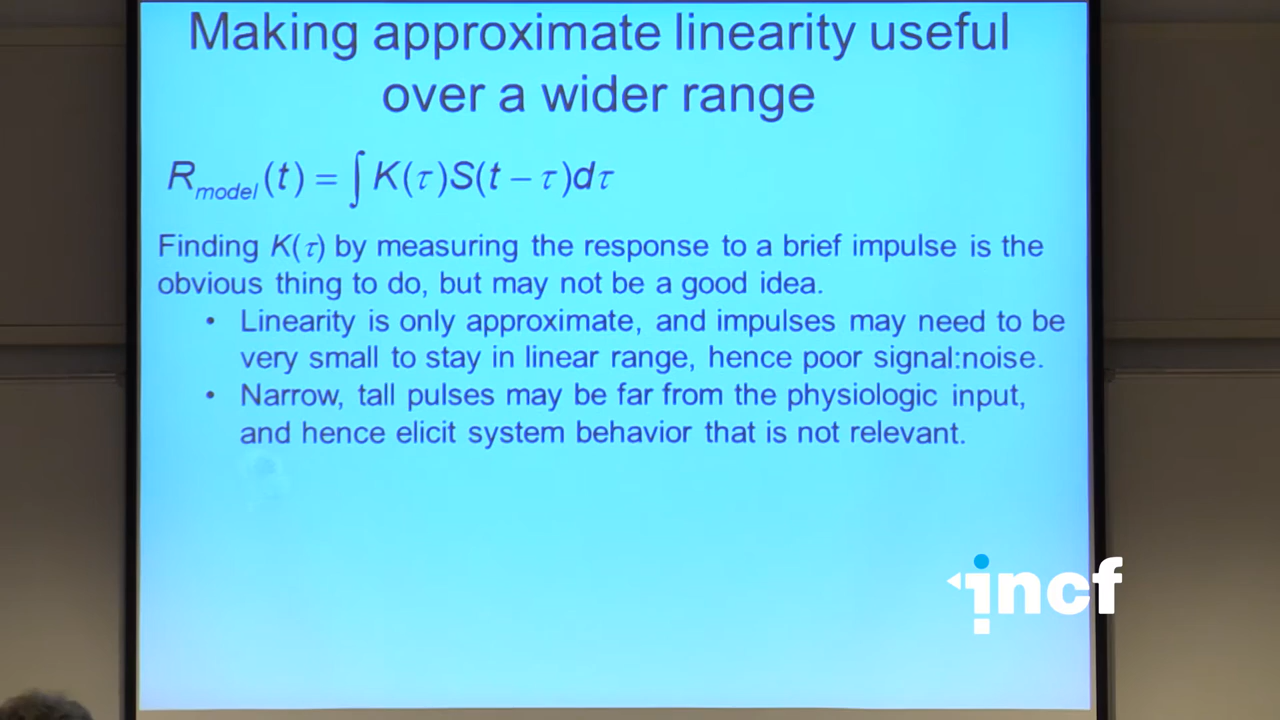 Making approximate linearity useful
over a wider range
R_model(t) = ∫ K(τ)S(t − τ)dτ
Finding K(τ) by measuring the response to a brief impulse is the
obvious thing to do, but may not be a good idea.
• Linearity is only approximate, and impulses may need to be
very small to stay in linear range, hence poor signal:noise.
• Narrow, tall pulses may be far from the physiologic input,
and hence elicit system behavior that is not relevant.
incf